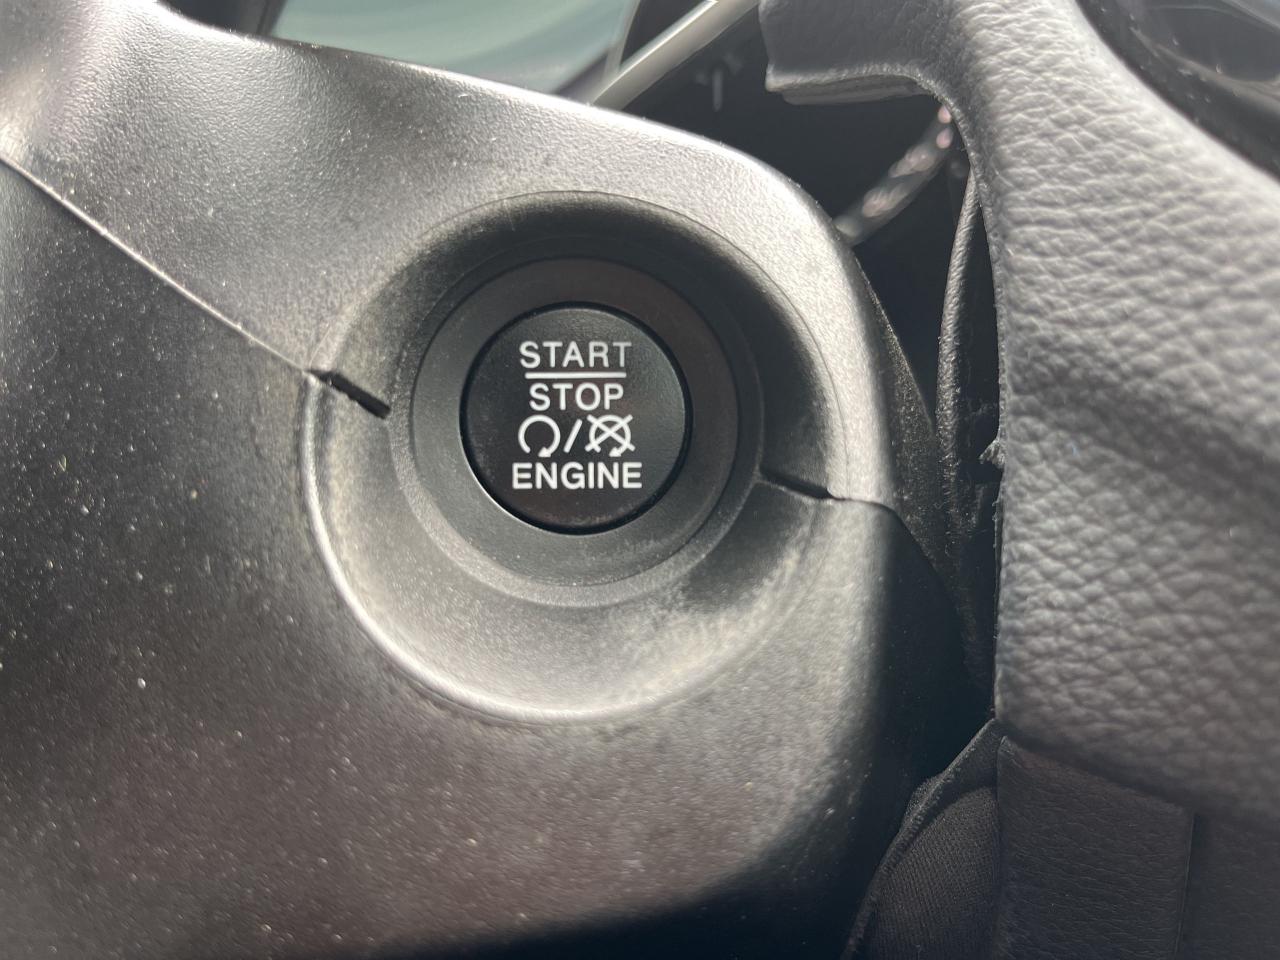 START
STOP
/
ENGINE